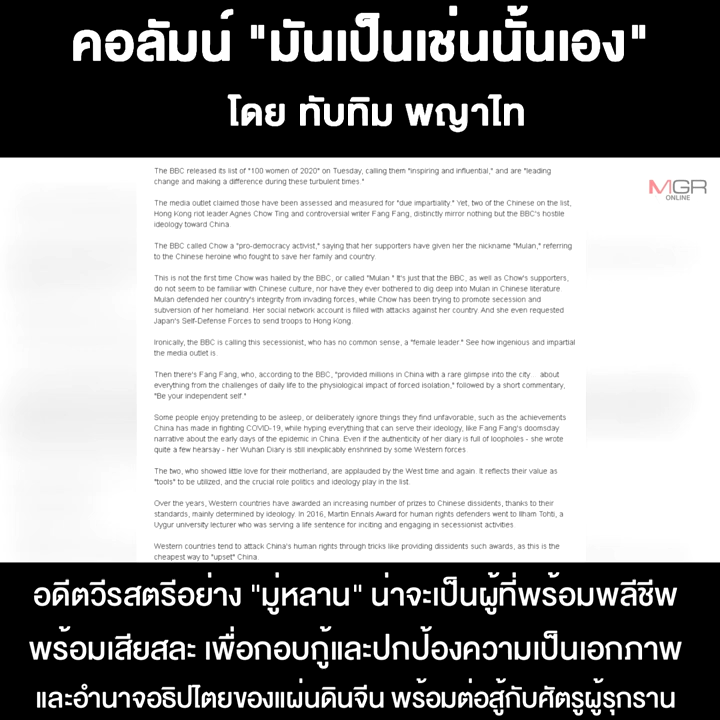 คอลัมน์ "มันเป็นเช่นนั้นเอง"
โดย ทับทิม พญาไท
MGR
ONLINE
The BBC released its list of "100 women of 2020" on Tuesday, calling them "inspiring and influential," and are "leading
change and making a difference during these turbulent times."
The media outlet claimed those have been assessed and measured for "due impartiality." Yet, two of the Chinese on the list,
Hong Kong riot leader Agnes Chow Ting and controversial writer Fang Fang, distinctly mirror nothing but the BBC's hostile
ideology toward China.
The BBC called Chow a "pro-democracy activist," saying that her supporters have given her the nickname "Mulan," referring
to the Chinese heroine who fought to save her family and country.
This is not the first time Chow was hailed by the BBC, or called "Mulan." It's just that the BBC, as well as Chow's supporters,
do not seem to be familiar with Chinese culture, nor have they ever bothered to dig deep into Mulan in Chinese literature.
Mulan defended her country's integrity from invading forces, while Chow has been trying to promote secession and
subversion of her homeland. Her social network account is filled with attacks against her country. And she even requested
Japan's Self-Defense Forces to send troops to Hong Kong.
Ironically, the BBC is calling this secessionist, who has no common sense, a "female leader." See how ingenious and impartial
the media outlet is.
Then there's Fang Fang, who, according to the BBC, "provided millions in China with a rare glimpse into the city ... about
everything from the challenges of daily life to the physiological impact of forced isolation," followed by a short commentary,
"Be your independent self."
Some people enjoy pretending to be asleep, or deliberately ignore things they find unfavorable, such as the achievements
China has made in fighting COVID-19, while hyping everything that can serve their ideology, like Fang Fang's doomsday
narrative about the early days of the epidemic in China. Even if the authenticity of her diary is full of loopholes - she wrote
quite a few hearsay - her Wuhan Diary is still inexplicably enshrined by some Western forces.
The two, who showed little love for their motherland, are applauded by the West time and again. It reflects their value as
"tools" to be utilized, and the crucial role politics and ideology play in the list.
Over the years, Western countries have awarded an increasing number of prizes to Chinese dissidents, thanks to their
standards, mainly determined by ideology. In 2016, Martin Ennals Award for human rights defenders went to Ilham Tohti, a
Uygur university lecturer who was serving a life sentence for inciting and engaging in secessionist activities.
Western countries tend to attack China's human rights through tricks like providing dissidents such awards, as this is the
cheapest way to "upset" China.
อดีตวีรสตรีอย่าง "มู่หลาน" น่าจะเป็นผู้ที่พร้อมพลีชีพ
พร้อมเสียสละ เพื่อกอบกู้และปกป้องความเป็นเอกภาพ
และอำนาจอธิปไตยของแผ่นดินจีน พร้อมต่อสู้กับศัตรูผู้รุกราน